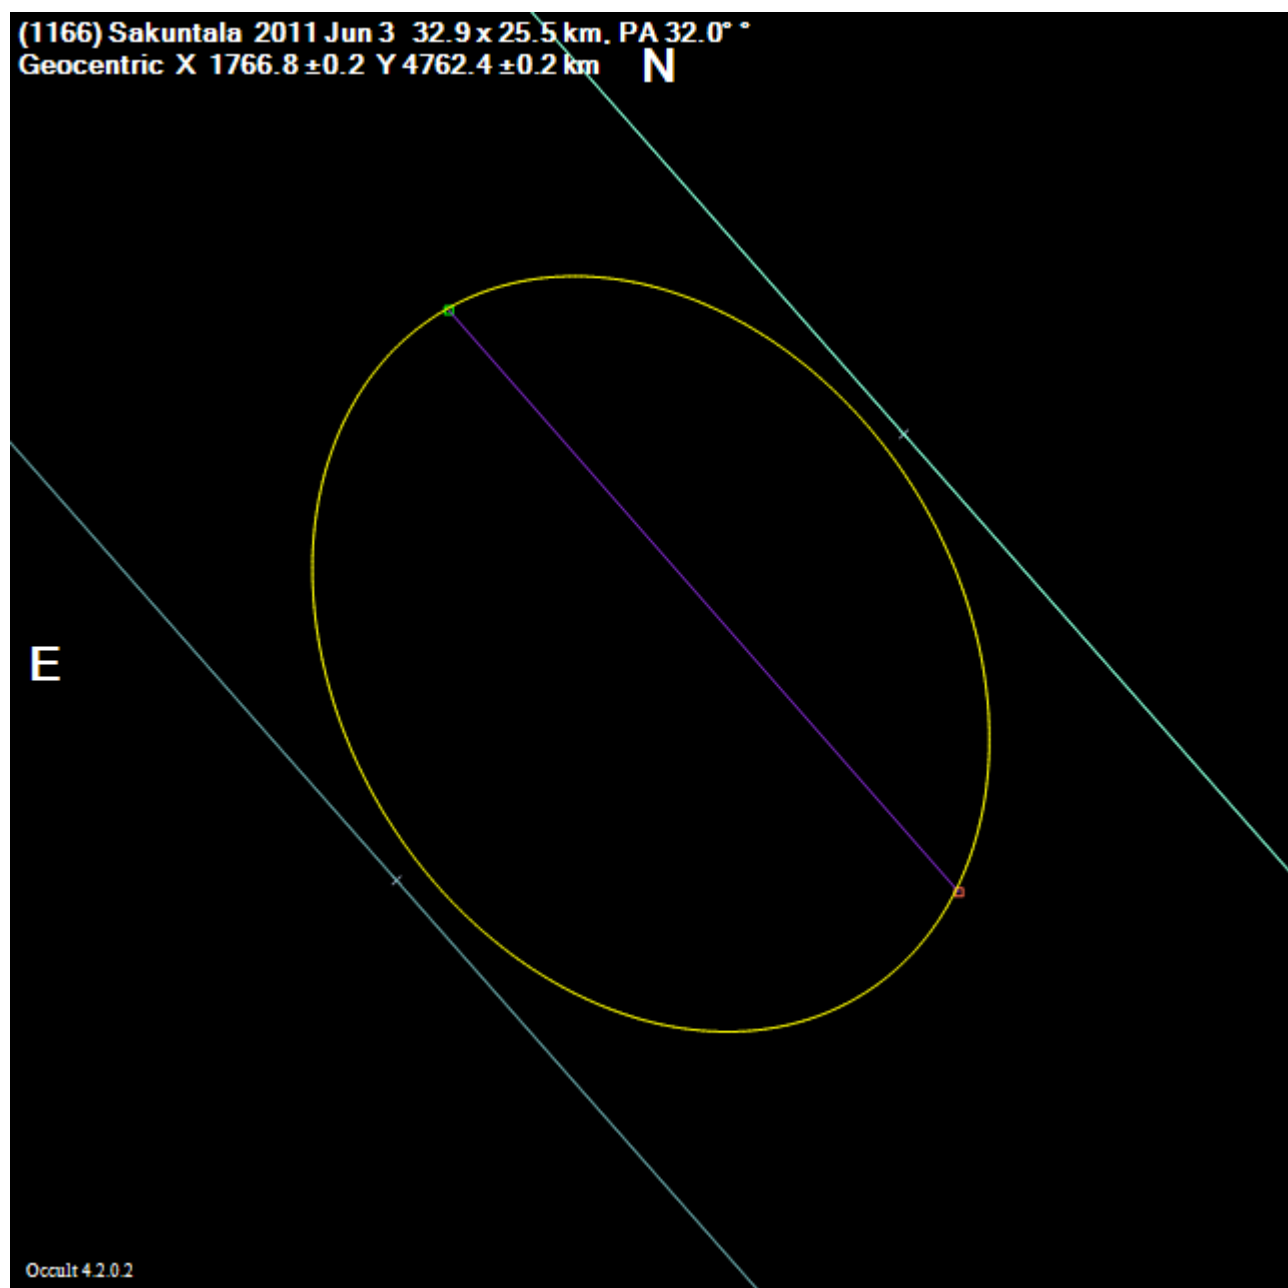 (1166) Sakuntala 2011 Jun 3 32.9 x 25.5 km, PA 32.0° °
Geocentric X 1766.8 ±0.2 Y 4762.4 ±0.2 km
N
E
Occult 4.2.0.2